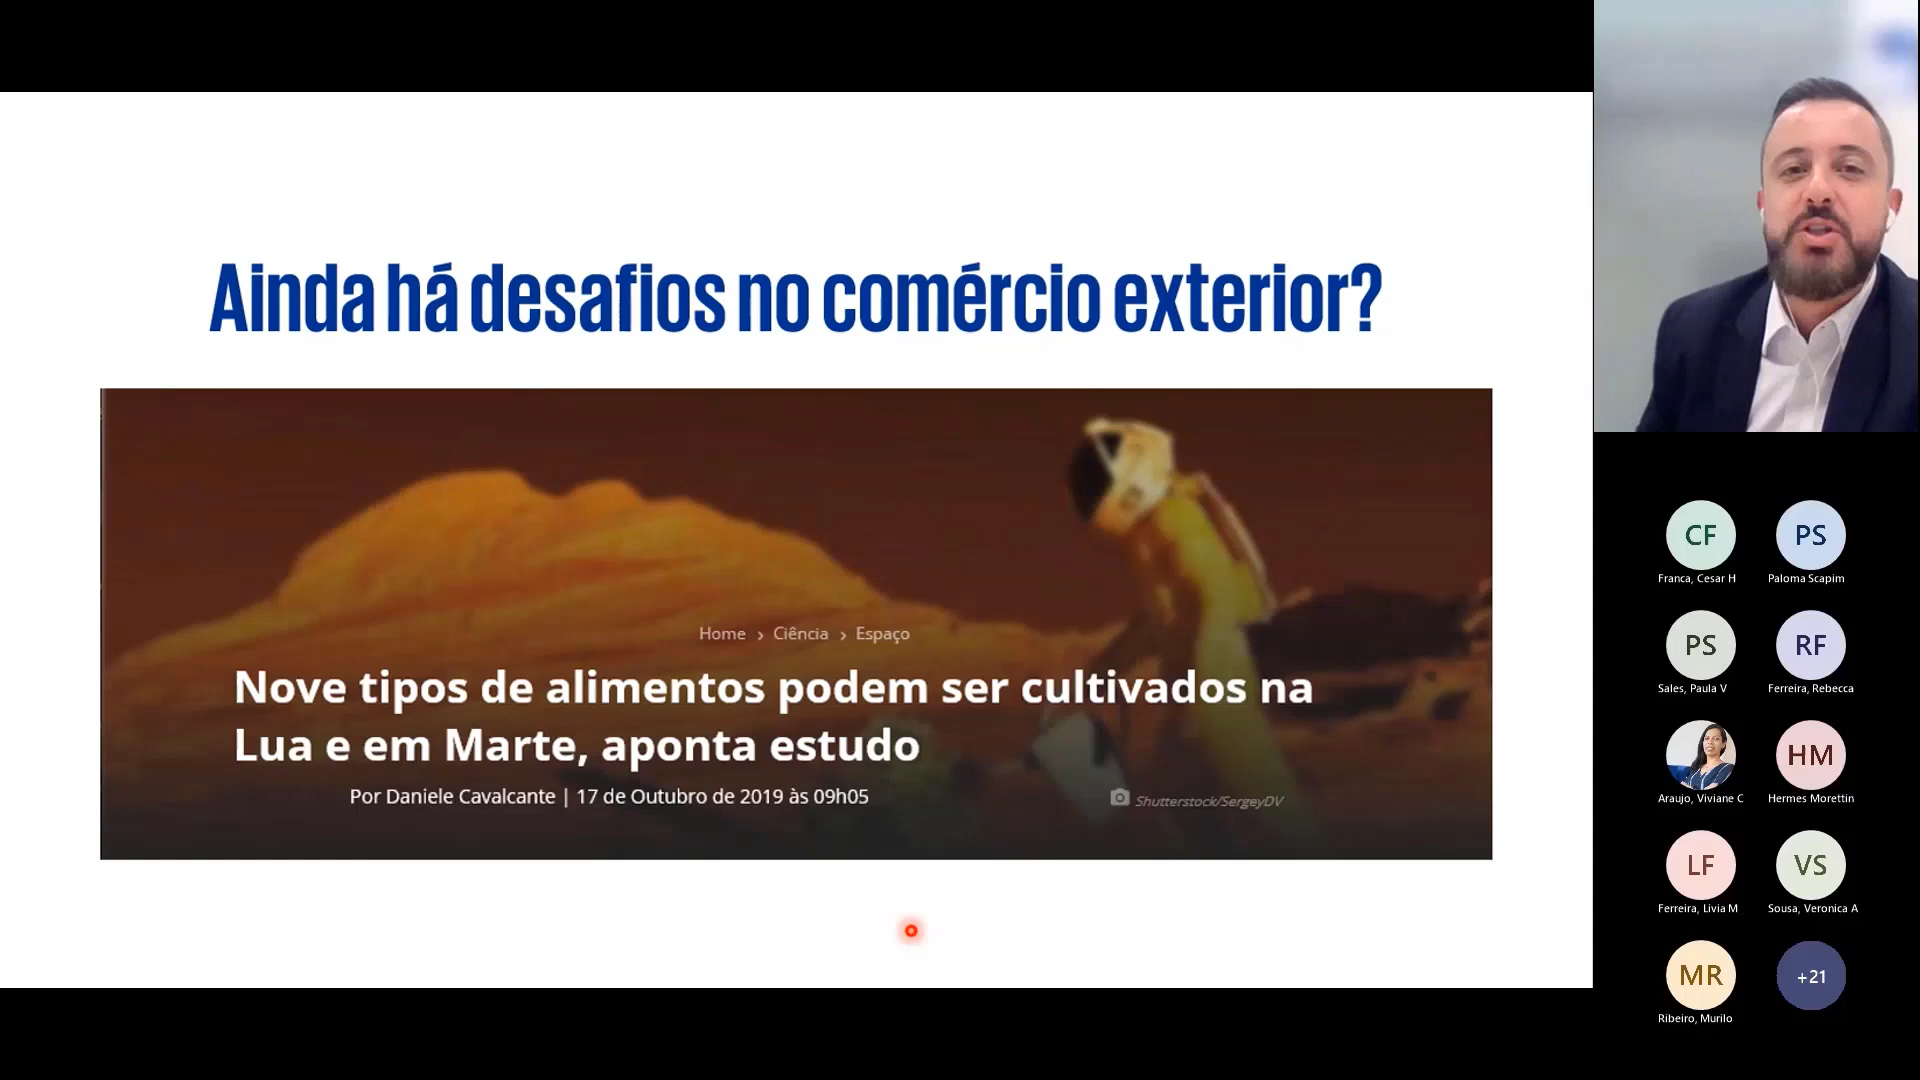 Ainda há desafios no comércio exterior?
Home › Ciência › Espaço
Nove tipos de alimentos podem ser cultivados na
Lua e em Marte, aponta estudo
Por Daniele Cavalcante | 17 de Outubro de 2019 às 09h05
Shutterstock/SergeyDV
CF
PS
Franca, Cesar H
Paloma Scapim
PS
RF
Sales, Paula V
Ferreira, Rebecca
HM
Araujo, Viviane C
Hermes Morettin
LF
VS
Ferreira, Livia M
Sousa, Veronica A
MR
+21
Ribeiro, Murilo